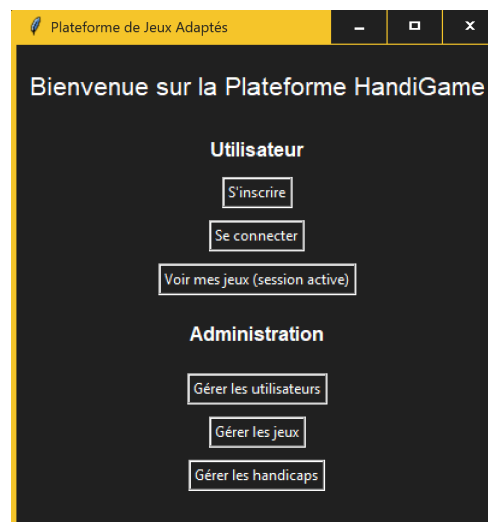 Plateforme de Jeux Adaptés
Bienvenue sur la Plateforme HandiGame
Utilisateur
S'inscrire
Se connecter
Voir mes jeux (session active)
Administration
Gérer les utilisateurs
Gérer les jeux
Gérer les handicaps